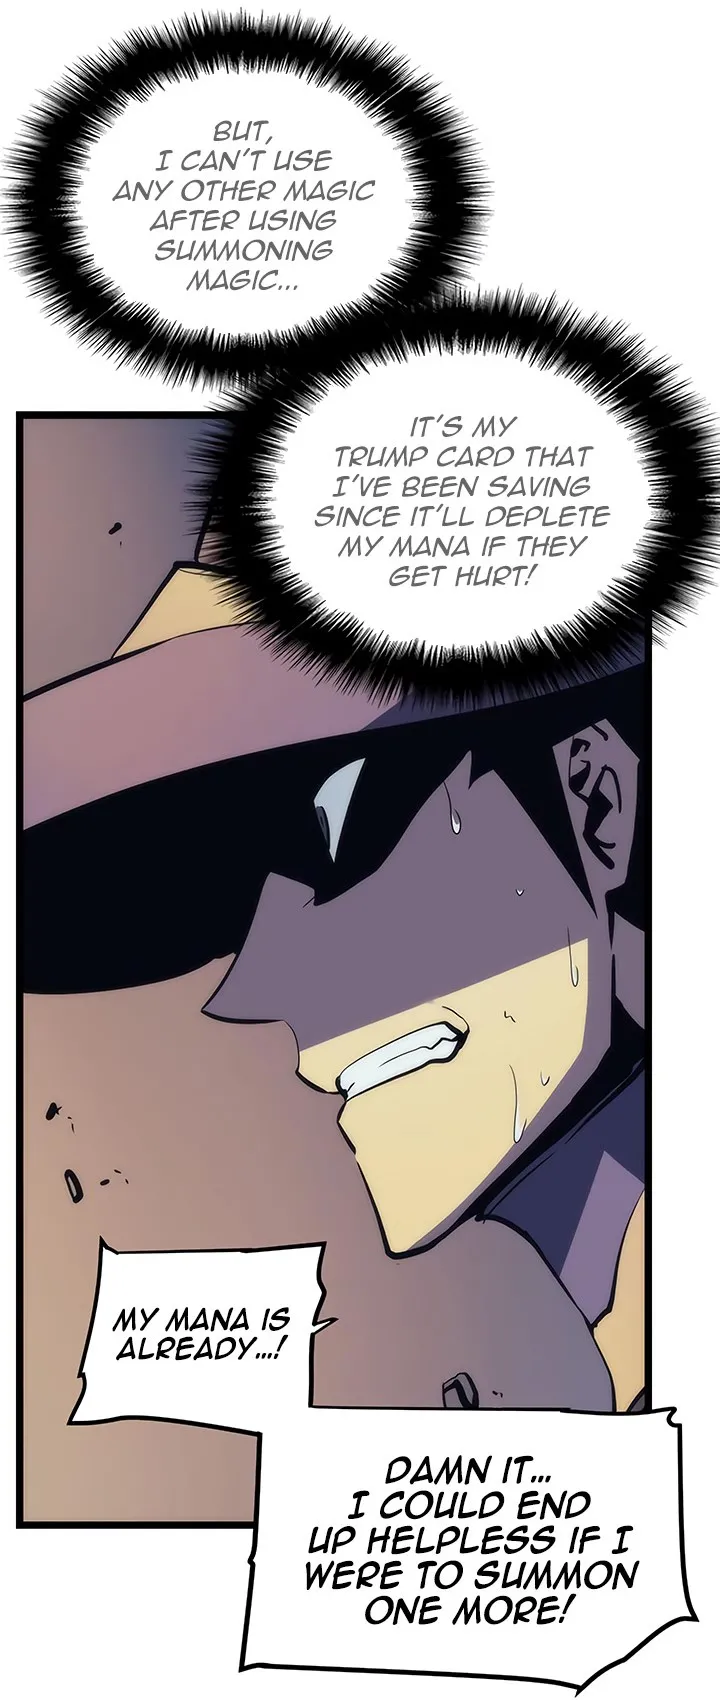 BUT,
I CAN'T USE
ANY OTHER MAGIC
AFTER USING
SUMMONING
MAGIC...
IT'S MY
TRUMP CARD THAT
I'VE BEEN SAVING
SINCE IT'LL DEPLETE
MY MANA IF THEY
GET HURT!
MY MANA IS
ALREADY...!
DAMN IT...
I COULD END
UP HELPLESS IF I
WERE TO SUMMON
ONE MORE!